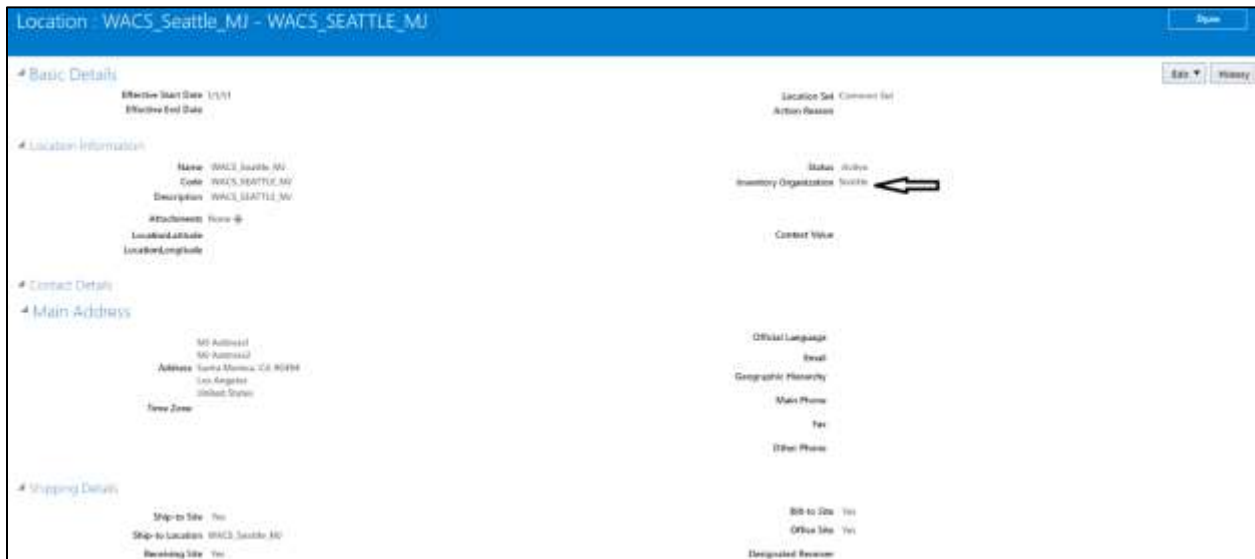 Location : WACS_Seattle_MJ - WACS_SEATTLE_MJ
Done
Basic Details
Edit History
Effective Start Date 1/1/51
Location Set Common Set
Effective End Date
Action Reason
Location Information
Name WACS_Seattle_MJ
Status Active
Code WACS_SEATTLE_MJ
Inventory Organization Seattle
Description WACS_SEATTLE_MJ
Attachments None
LocationLatitude
Context Value
LocationLongitude
Contact Details
Main Address
MJ Address1
Official Language
MJ Address2
Email
Address Santa Monica, CA 90494
Geographic Hierarchy
Los Angeles
United States
Main Phone
Time Zone
Fax
Other Phone
Shipping Details
Ship-to Site Yes
Bill-to Site Yes
Ship-to Location WACS_Seattle_MJ
Office Site Yes
Receiving Site Yes
Designated Receiver